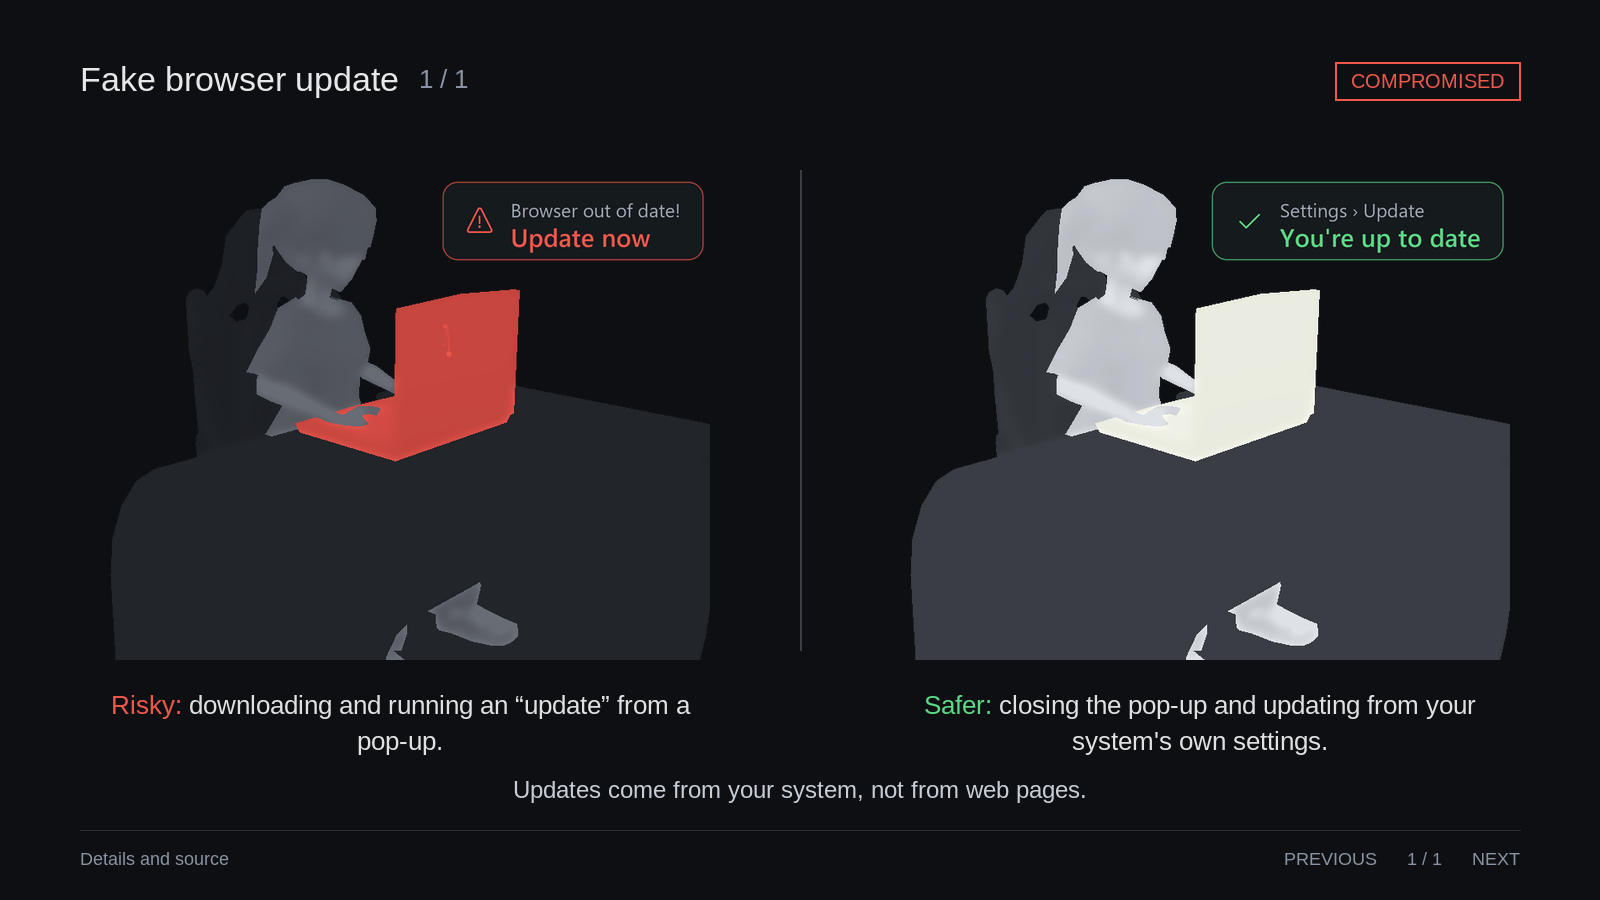 Fake browser update 1 / 1
COMPROMISED
Browser out of date!
Update now
Settings › Update
You're up to date
Risky: downloading and running an “update” from a
pop-up.
Safer: closing the pop-up and updating from your
system's own settings.
Updates come from your system, not from web pages.
Details and source
PREVIOUS 1 / 1 NEXT